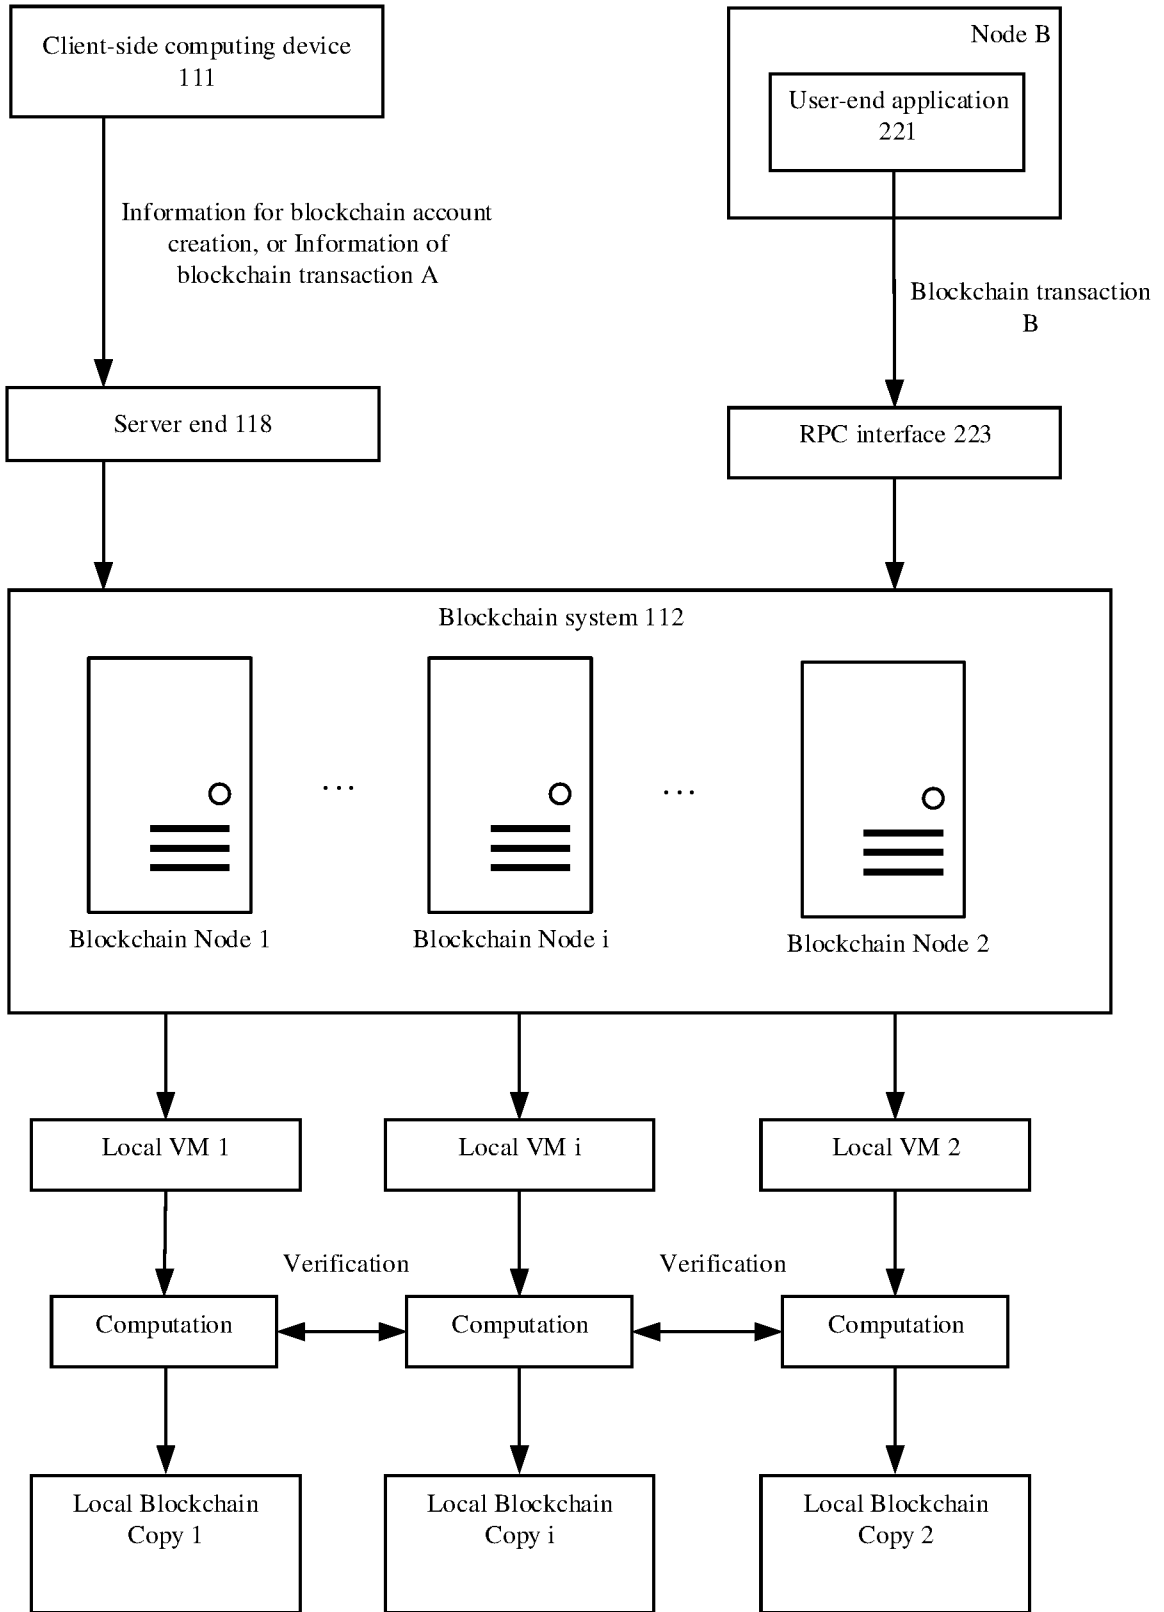 Client-side computing device
111
Node B
User-end application
221
Information for blockchain account
creation, or Information of
blockchain transaction A
Blockchain transaction
B
Server end 118
RPC interface 223
Blockchain system 112
...
...
Blockchain Node 1
Blockchain Node i
Blockchain Node 2
Local VM 1
Local VM i
Local VM 2
Verification
Verification
Computation
Computation
Computation
Local Blockchain
Copy 1
Local Blockchain
Copy i
Local Blockchain
Copy 2